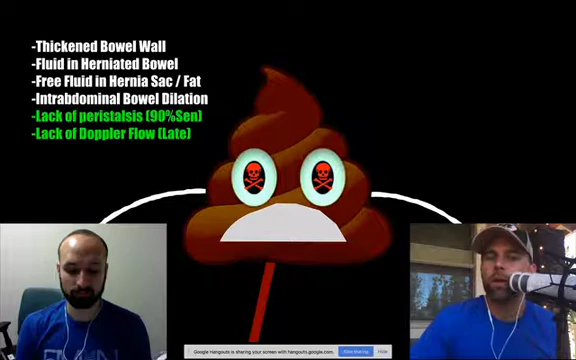 -Thickened Bowel Wall
-Fluid in Herniated Bowel
-Free Fluid in Hernia Sac / Fat
-Intrabdominal Bowel Dilation
-Lack of peristalsis (90%Sen)
-Lack of Doppler Flow (Late)
Google Hangouts is sharing your screen with hangouts.google.com.
Stop sharing
Hide